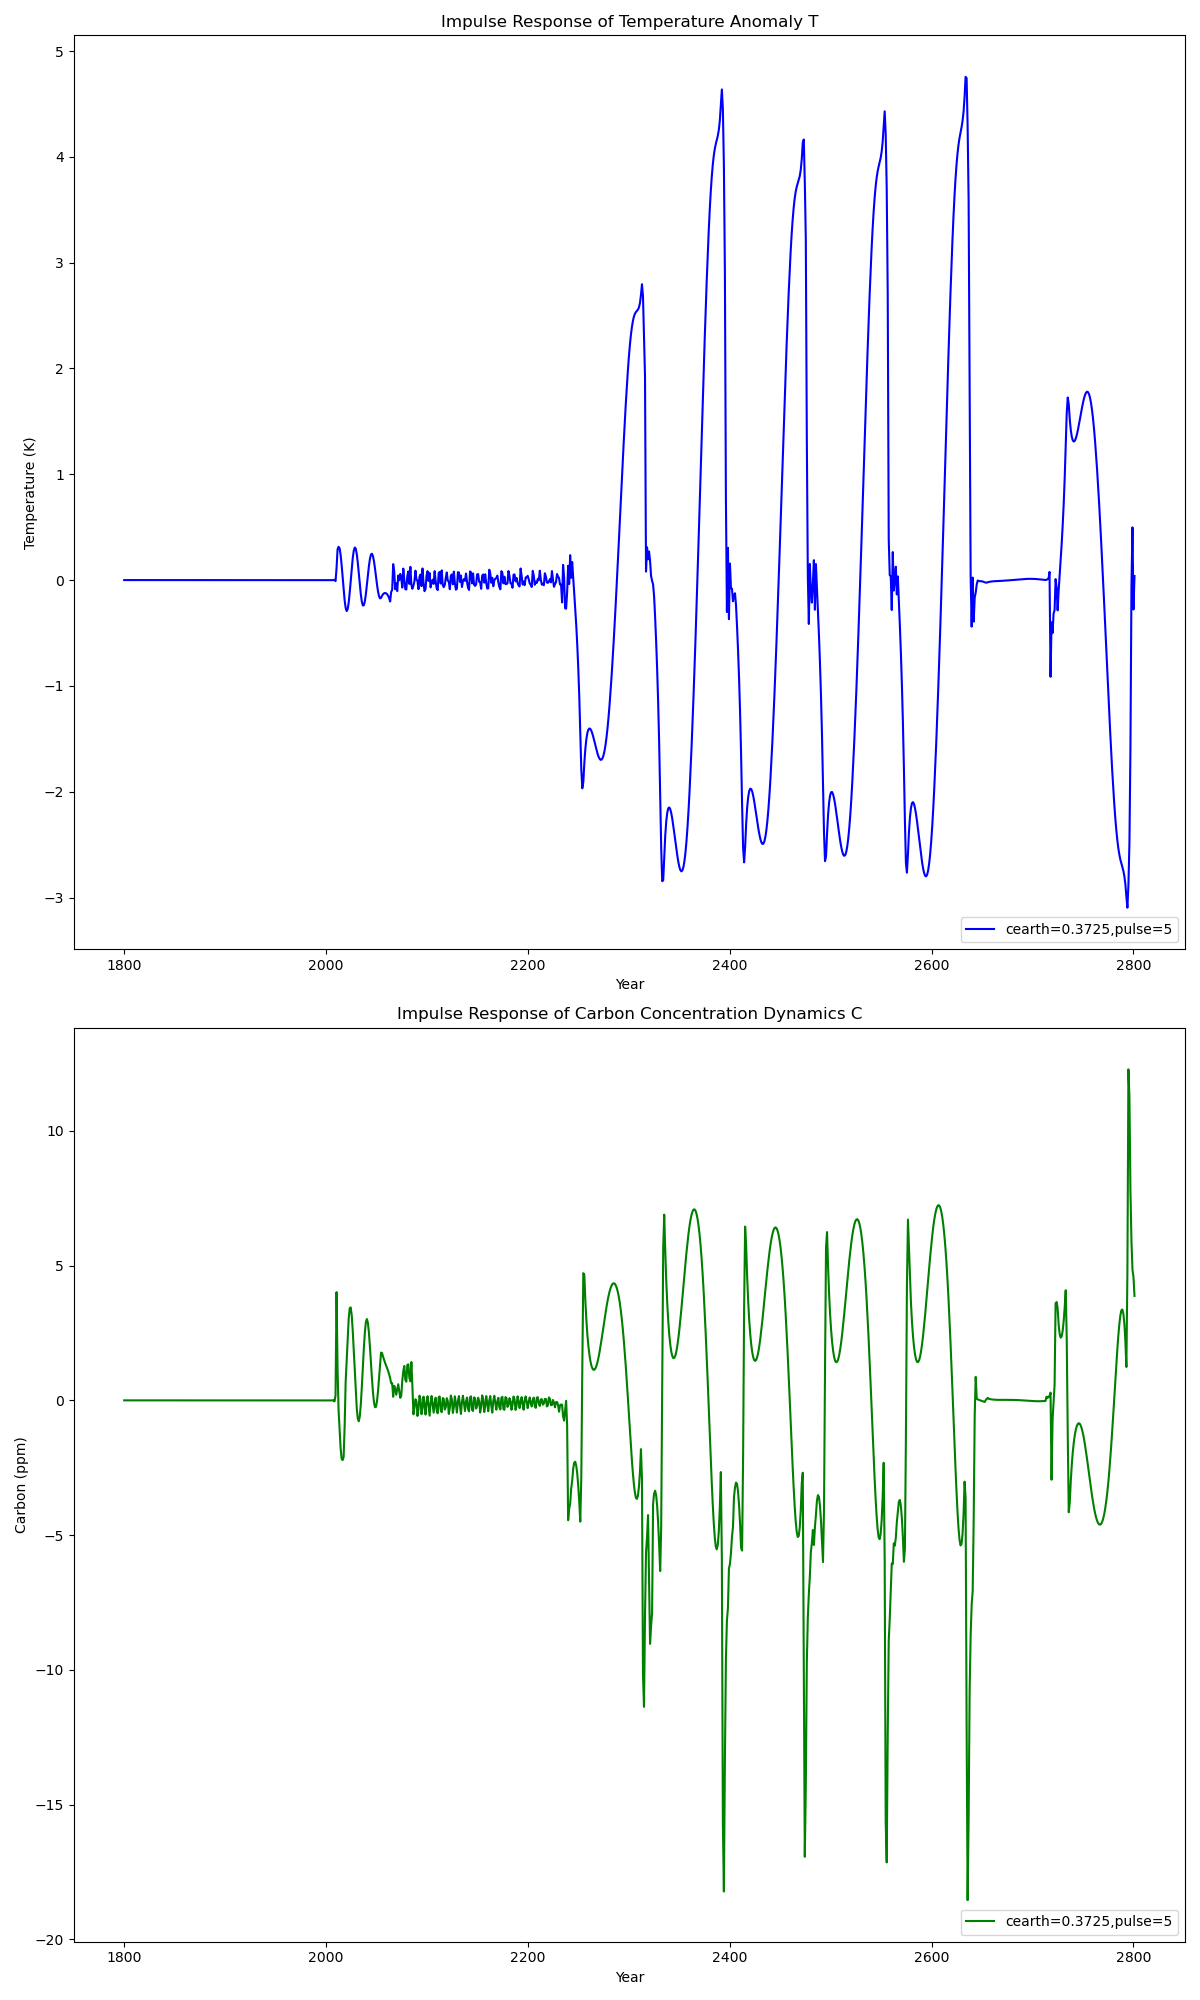 Impulse Response of Temperature Anomaly T
5
4
3
2
1
0
−1
−2
−3
Temperature (K)
cearth=0.3725,pulse=5
1800 2000 2200 2400 2600 2800
Year
Impulse Response of Carbon Concentration Dynamics C
10
5
0
−5
−10
−15
−20
Carbon (ppm)
cearth=0.3725,pulse=5
1800 2000 2200 2400 2600 2800
Year